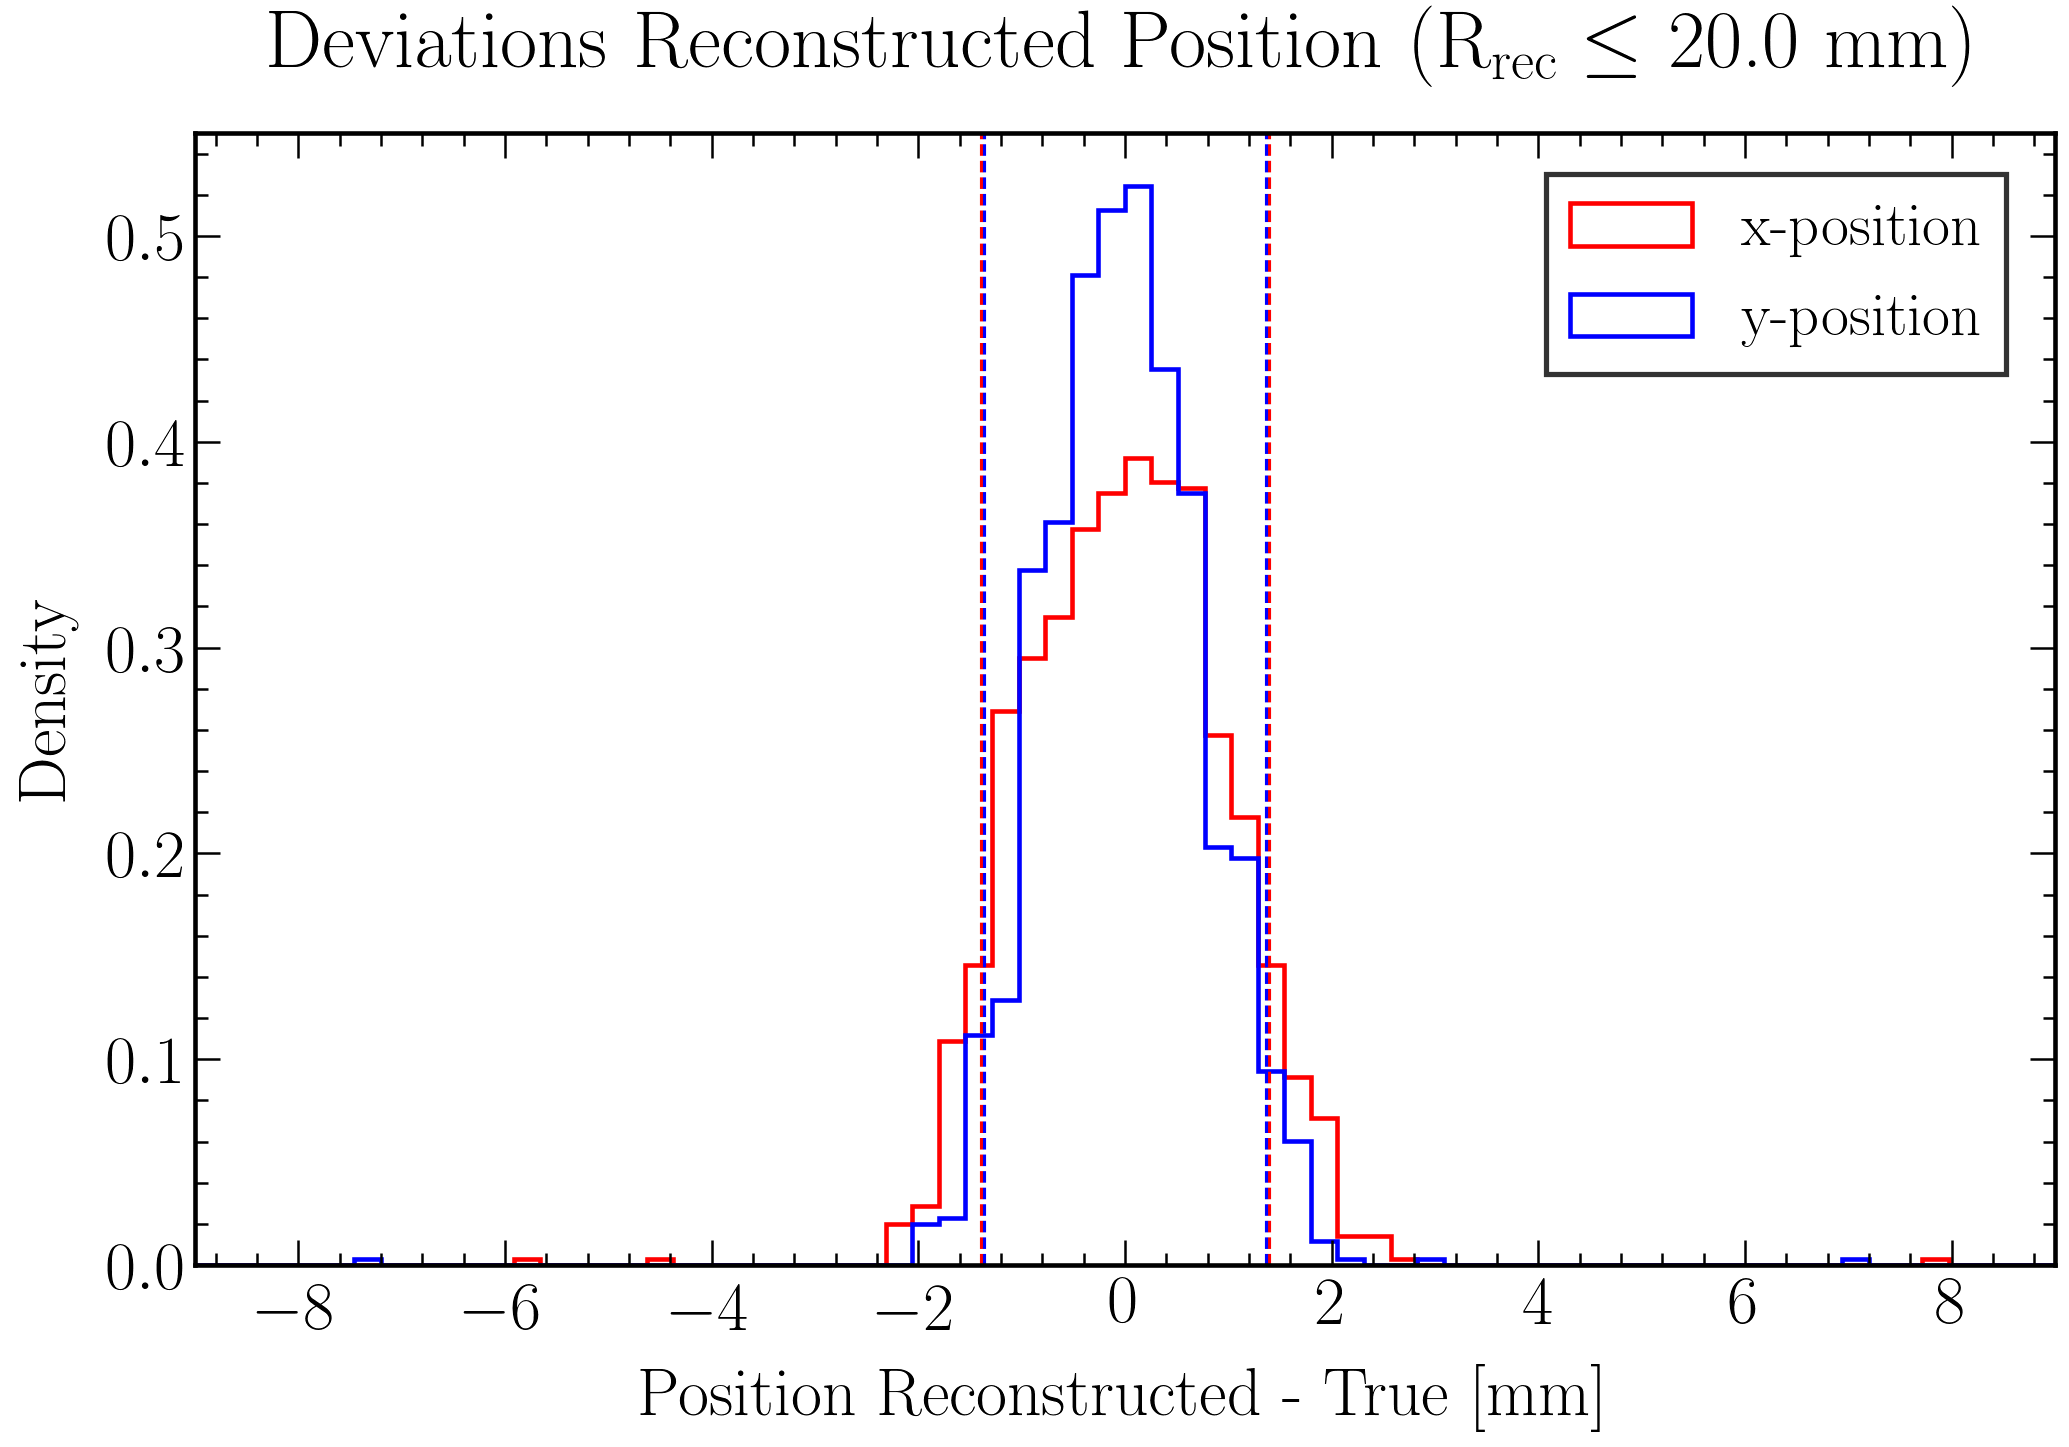 Deviations Reconstructed Position (R_rec ≤ 20.0 mm)
x-position
y-position
0.5
0.4
0.3
0.2
0.1
0.0
Density
−8 −6 −4 −2 0 2 4 6 8
Position Reconstructed - True [mm]